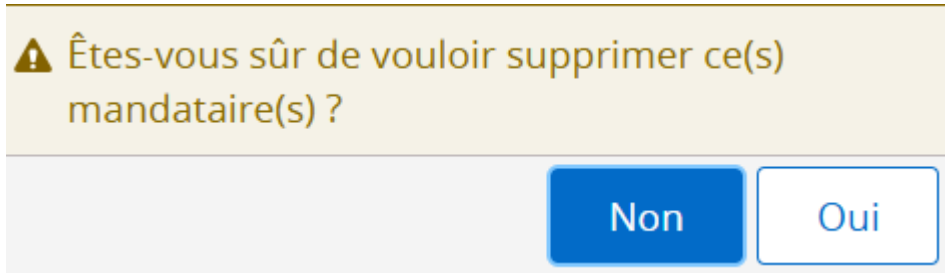 Êtes-vous sûr de vouloir supprimer ce(s)
mandataire(s) ?
Non Oui